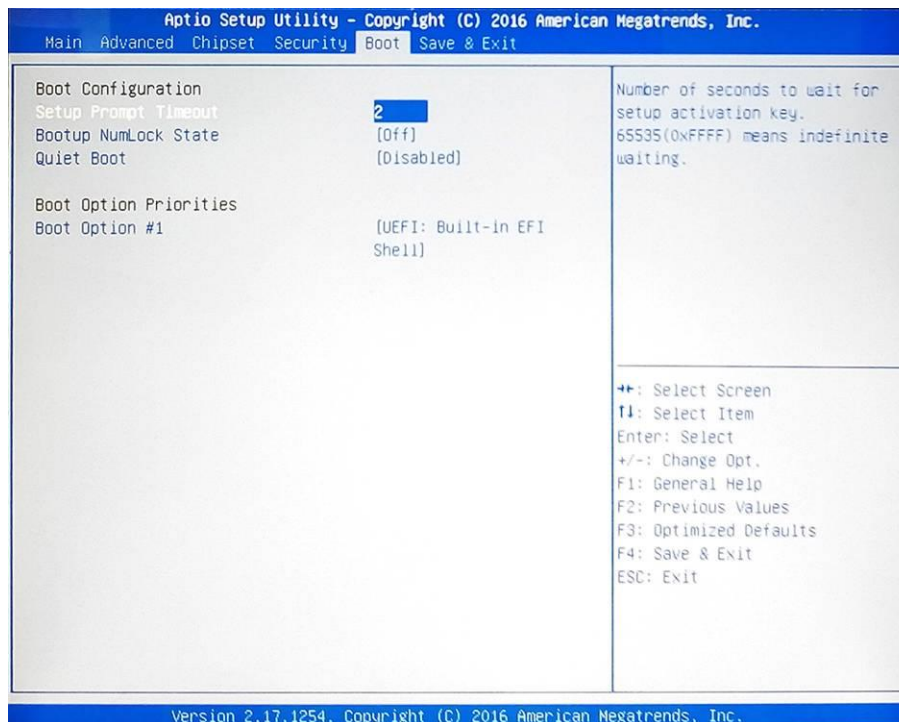 Aptio Setup Utility - Copyright (C) 2016 American Megatrends, Inc.
Main Advanced Chipset Security Boot Save & Exit
Boot Configuration
Setup Prompt Timeout 2
Bootup NumLock State [Off]
Quiet Boot [Disabled]
Boot Option Priorities
Boot Option #1 [UEFI: Built-in EFI
Shell]
Number of seconds to wait for
setup activation key.
65535(0xFFFF) means indefinite
waiting.
→←: Select Screen
↑↓: Select Item
Enter: Select
+/-: Change Opt.
F1: General Help
F2: Previous Values
F3: Optimized Defaults
F4: Save & Exit
ESC: Exit
Version 2.17.1254. Copyright (C) 2016 American Megatrends, Inc.